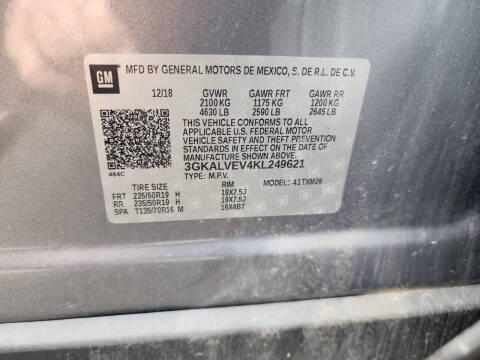 GM MFD BY GENERAL MOTORS DE MEXICO, S. DE R.L. DE C.V.
12/18 GVWR GAWR FRT GAWR RR
2100 KG 1175 KG 1200 KG
4630 LB 2590 LB 2645 LB
THIS VEHICLE CONFORMS TO ALL
APPLICABLE U.S. FEDERAL MOTOR
VEHICLE SAFETY AND THEFT PREVENTION
STANDARDS IN EFFECT ON THE DATE
OF MANUFACTURE SHOWN ABOVE.
464C 3GKALVEV4KL249621
TYPE: M.P.V. MODEL: 41TXM26
TIRE SIZE RIM
FRT 235/50R19 H 19X7.5J
RR 235/50R19 H 19X7.5J
SPA T135/70R16 M 16X4BT